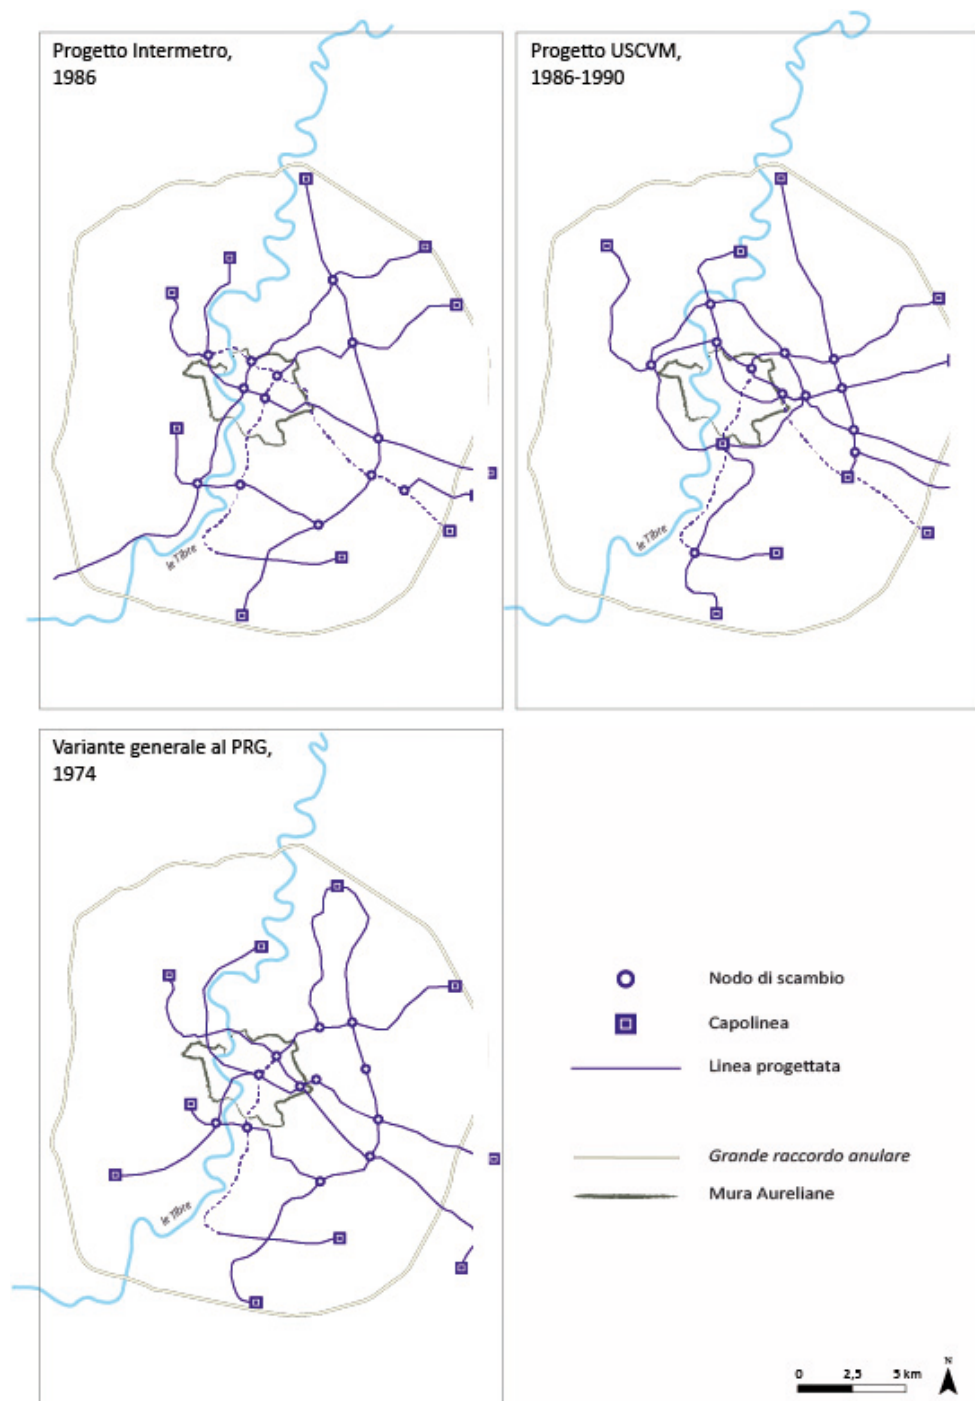 Progetto Intermetro,
1986
le Tibre
Progetto USCVM,
1986-1990
le Tibre
Variante generale al PRG,
1974
le Tibre
Nodo di scambio
Capolinea
Linea progettata
Grande raccordo anulare
Mura Aureliane
0 2,5 5 km
N